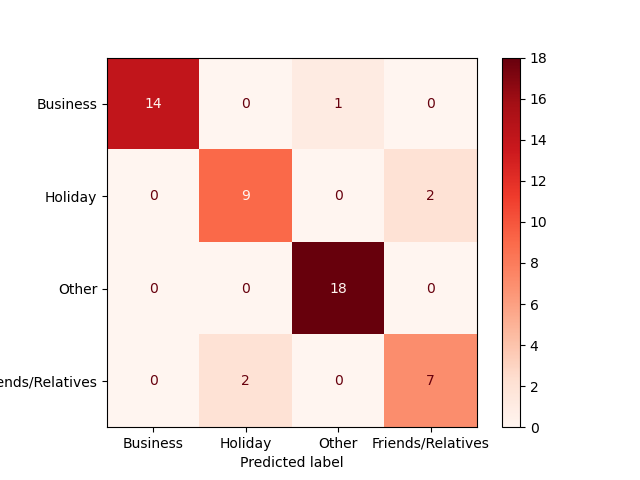 18
Business 14 0 1 0
16
14
12
Holiday 0 9 0 2
10
8
Other 0 0 18 0
6
4
ends/Relatives 0 2 0 7
2
0
Business Holiday Other Friends/Relatives
Predicted label